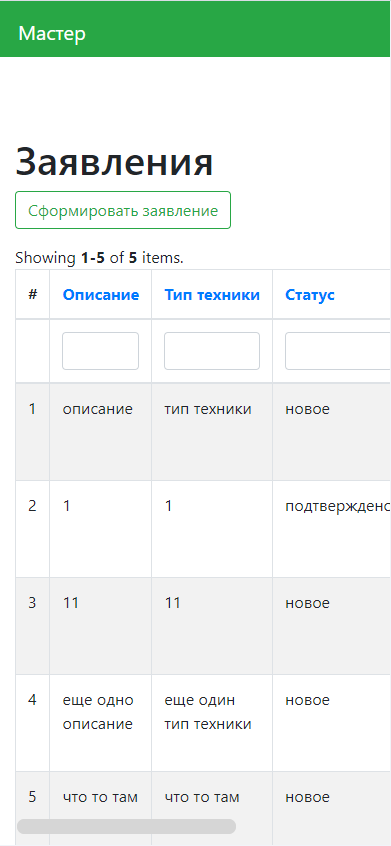 Мастер
Заявления
Сформировать заявление
Showing 1-5 of 5 items.
# Описание Тип техники Статус
1 описание тип техники новое
2 1 1 подтверждено
3 11 11 новое
4 еще одно еще один новое
описание тип техники
5 что то там что то там новое